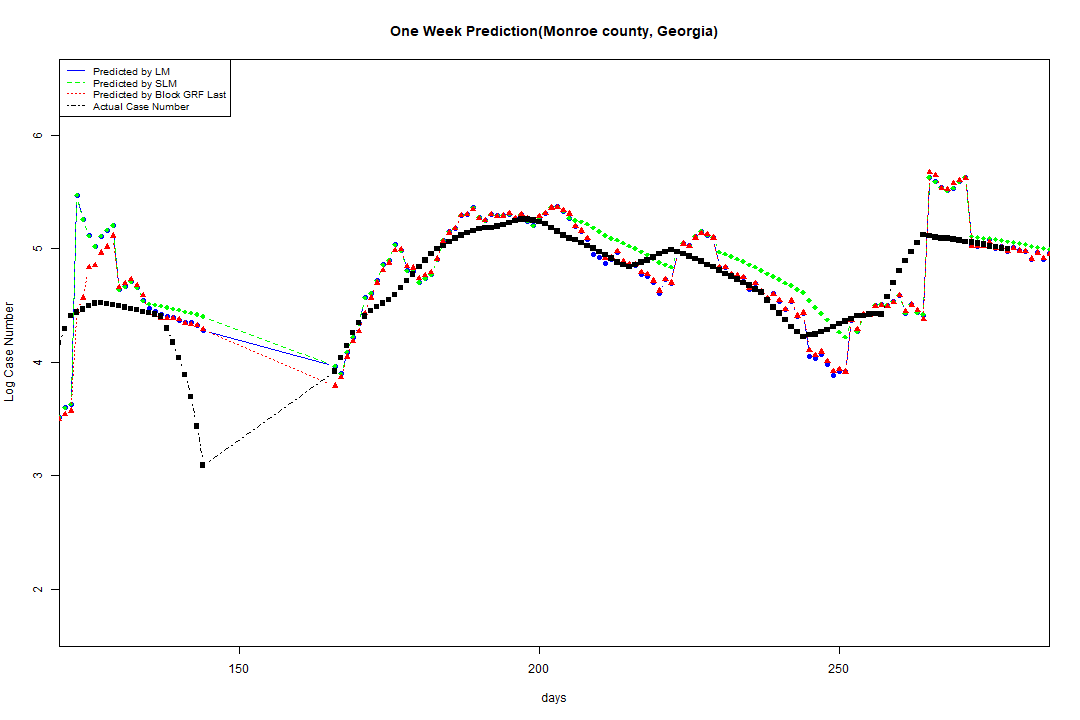 One Week Prediction(Monroe county, Georgia)
Predicted by LM
Predicted by SLM
Predicted by Block GRF Last
Actual Case Number
6
5
4
3
2
Log Case Number
150 200 250
days